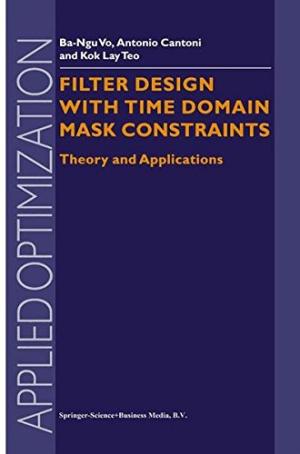 APPLIED OPTIMIZATION
Ba-Ngu Vo, Antonio Cantoni
and Kok Lay Teo
FILTER DESIGN
WITH TIME DOMAIN
MASK CONSTRAINTS
Theory and Applications
Springer-Science+Business Media, B.V.